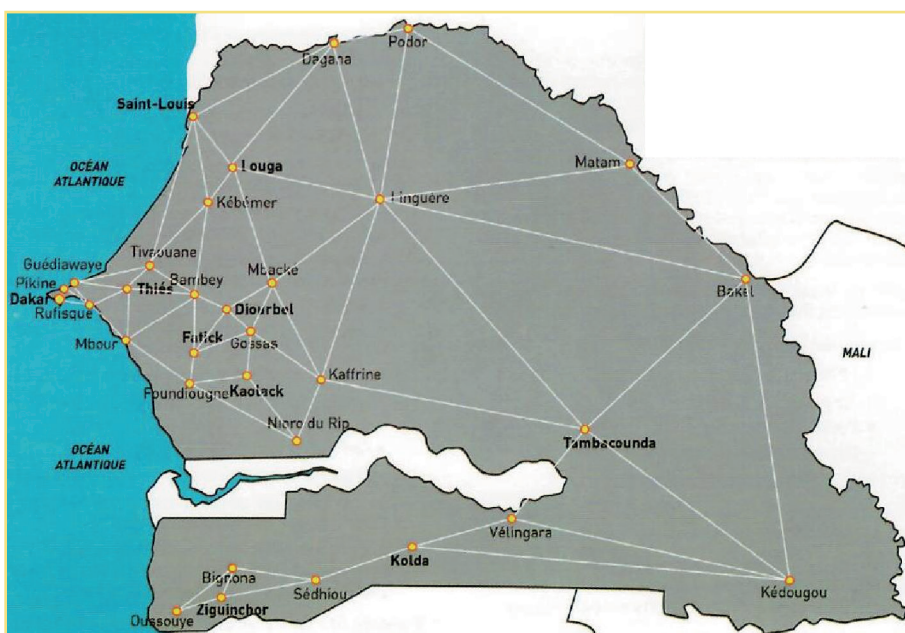 Podor
Dagana
Saint-Louis
OCÉAN
ATLANTIQUE
Louga
Matam
Linguère
Kébémer
Tivaouane
Guédiawaye
Mbacké
Pikine
Thiès
Bambey
Bakel
Dakar
Rufisque
Diourbel
Fatick
Gossas
Mbour
MALI
Kaffrine
Foundiougne
Kaolack
Nioro du Rip
Tambacounda
OCÉAN
ATLANTIQUE
Vélingara
Kolda
Bignona
Sédhiou
Kédougou
Ziguinchor
Oussouye